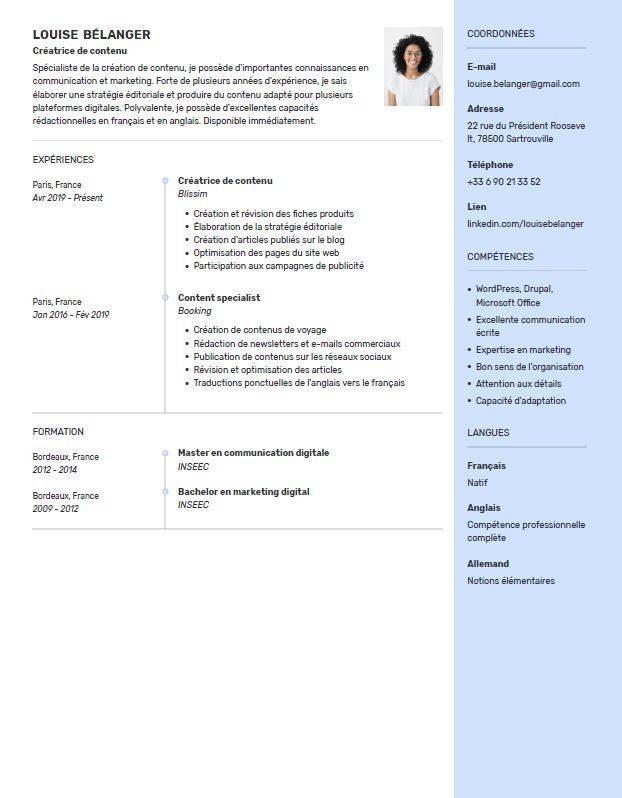 LOUISE BÉLANGER
Créatrice de contenu
Spécialiste de la création de contenu, je possède d'importantes connaissances en
communication et marketing. Forte de plusieurs années d'expérience, je sais
élaborer une stratégie éditoriale et produire du contenu adapté pour plusieurs
plateformes digitales. Polyvalente, je possède d'excellentes capacités
rédactionnelles en français et en anglais. Disponible immédiatement.
EXPÉRIENCES
Paris, France
Avr 2019 - Présent
Créatrice de contenu
Blissim
• Création et révision des fiches produits
• Élaboration de la stratégie éditoriale
• Création d'articles publiés sur le blog
• Optimisation des pages du site web
• Participation aux campagnes de publicité
Paris, France
Jan 2016 - Fév 2019
Content specialist
Booking
• Création de contenus de voyage
• Rédaction de newsletters et e-mails commerciaux
• Publication de contenus sur les réseaux sociaux
• Révision et optimisation des articles
• Traductions ponctuelles de l'anglais vers le français
FORMATION
Bordeaux, France
2012 - 2014
Master en communication digitale
INSEEC
Bordeaux, France
2009 - 2012
Bachelor en marketing digital
INSEEC
COORDONNÉES
E-mail
louise.belanger@gmail.com
Adresse
22 rue du Président Rooseve
lt, 78500 Sartrouville
Téléphone
+33 6 90 21 33 52
Lien
linkedin.com/louisebelanger
COMPÉTENCES
• WordPress, Drupal,
Microsoft Office
• Excellente communication
écrite
• Expertise en marketing
• Bon sens de l'organisation
• Attention aux détails
• Capacité d'adaptation
LANGUES
Français
Natif
Anglais
Compétence professionnelle
complète
Allemand
Notions élémentaires